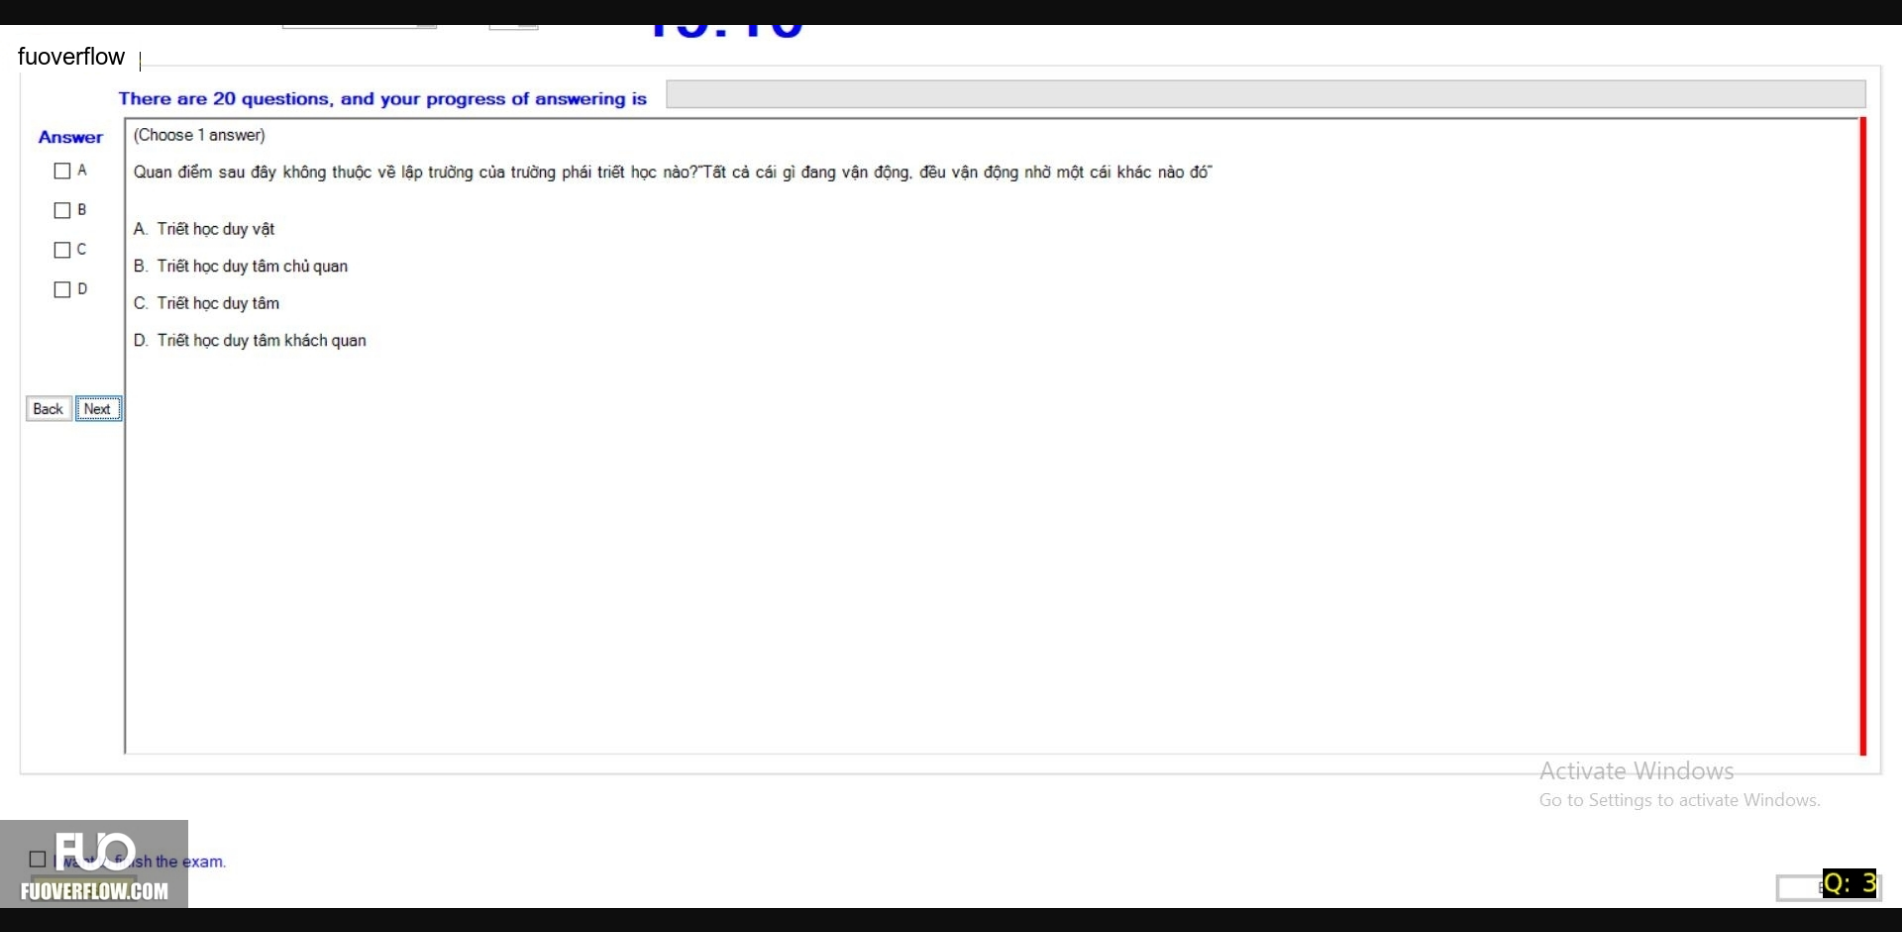 fuoverflow
There are 20 questions, and your progress of answering is
Answer
(Choose 1 answer)
A
Quan điểm sau đây không thuộc về lập trường của trường phái triết học nào?"Tất cả cái gì đang vận động, đều vận động nhờ một cái khác nào đó"
B
C
D
A. Triết học duy vật
B. Triết học duy tâm chủ quan
C. Triết học duy tâm
D. Triết học duy tâm khách quan
Back Next
Activate Windows
Go to Settings to activate Windows.
FUO
the exam.
FUOVERFLOW.COM
Q: 3